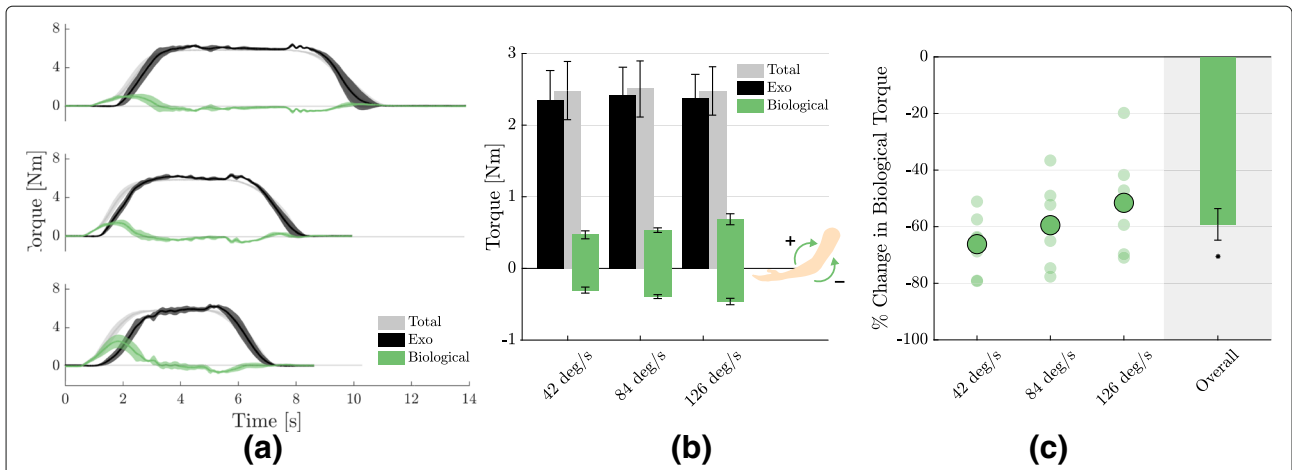 8
4
0
8
4
0
8
4
0
Torque [Nm]
Total
Exo
Biological
0 2 4 6 8 10 12 14
Time [s]
(a)
3
2
1
0
-1
Torque [Nm]
Total
Exo
Biological
+
−
42 deg/s
84 deg/s
126 deg/s
(b)
0
-20
-40
-60
-80
-100
% Change in Biological Torque
42 deg/s
84 deg/s
126 deg/s
Overall
(c)